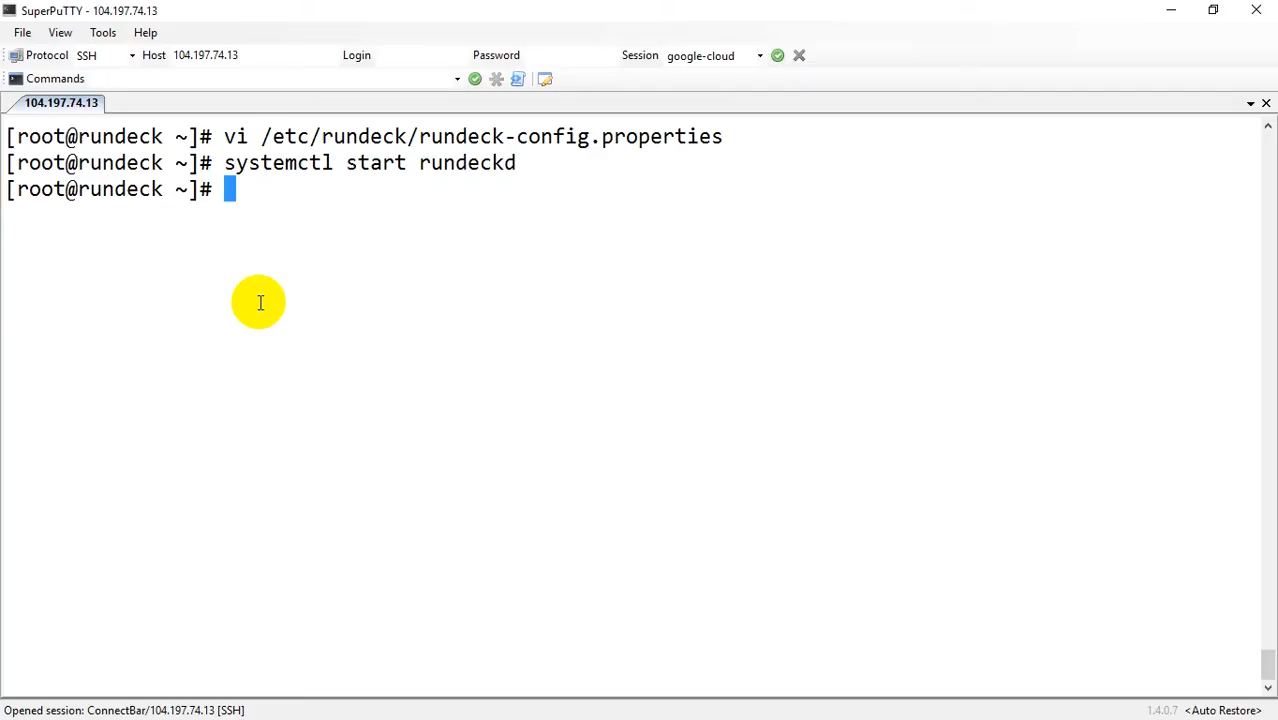 SuperPuTTY - 104.197.74.13
File View Tools Help
Protocol SSH Host 104.197.74.13 Login Password Session google-cloud
Commands
104.197.74.13
[root@rundeck ~]# vi /etc/rundeck/rundeck-config.properties
[root@rundeck ~]# systemctl start rundeckd
[root@rundeck ~]#
Opened session: ConnectBar/104.197.74.13 [SSH] 1.4.0.7 <Auto Restore>